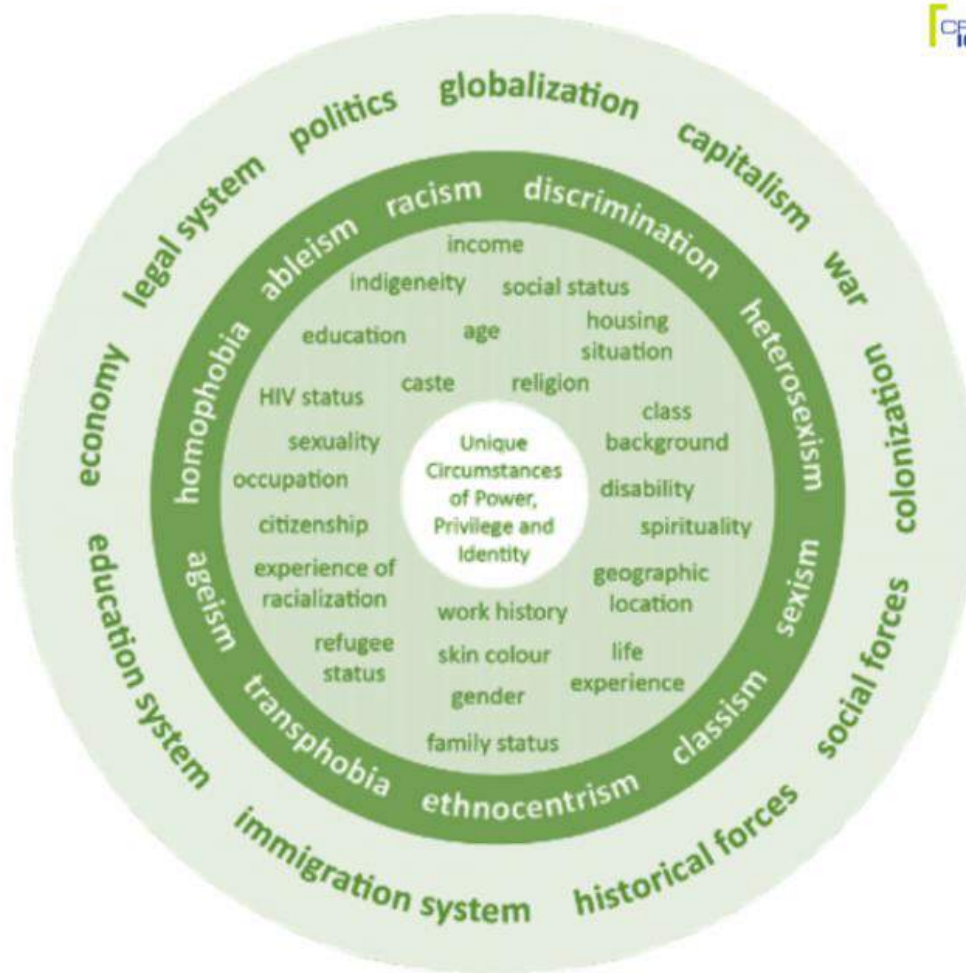 politics
globalization
capitalism
war
colonization
social forces
historical forces
immigration system
education system
economy
legal system
racism
discrimination
heterosexism
sexism
classism
ethnocentrism
transphobia
ageism
homophobia
ableism
income
indigeneity
social status
education
age
housing
situation
caste
religion
HIV status
class
background
sexuality
occupation
disability
citizenship
spirituality
experience of
racialization
geographic
location
work history
refugee
status
skin colour
life
experience
gender
family status
Unique
Circumstances
of Power,
Privilege and
Identity